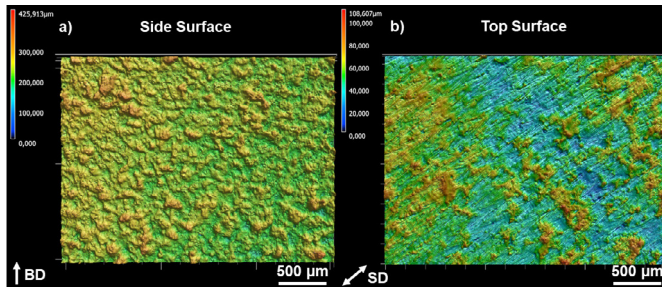 425,913µm
300,000
200,000
100,000
0,000
a)
Side Surface
BD
500 µm
108,607µm
100,000
80,000
60,000
40,000
20,000
0,000
b)
Top Surface
SD
500 µm